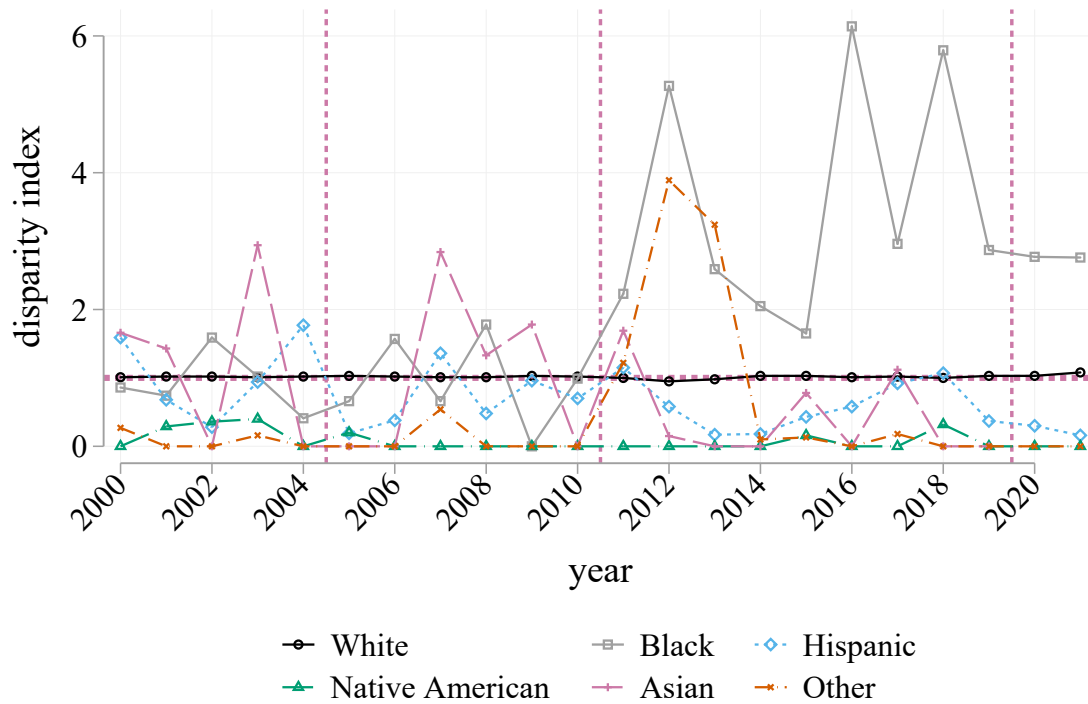 disparity index
6
4
2
0
2000 2002 2004 2006 2008 2010 2012 2014 2016 2018 2020
year
White Black Hispanic
Native American Asian Other